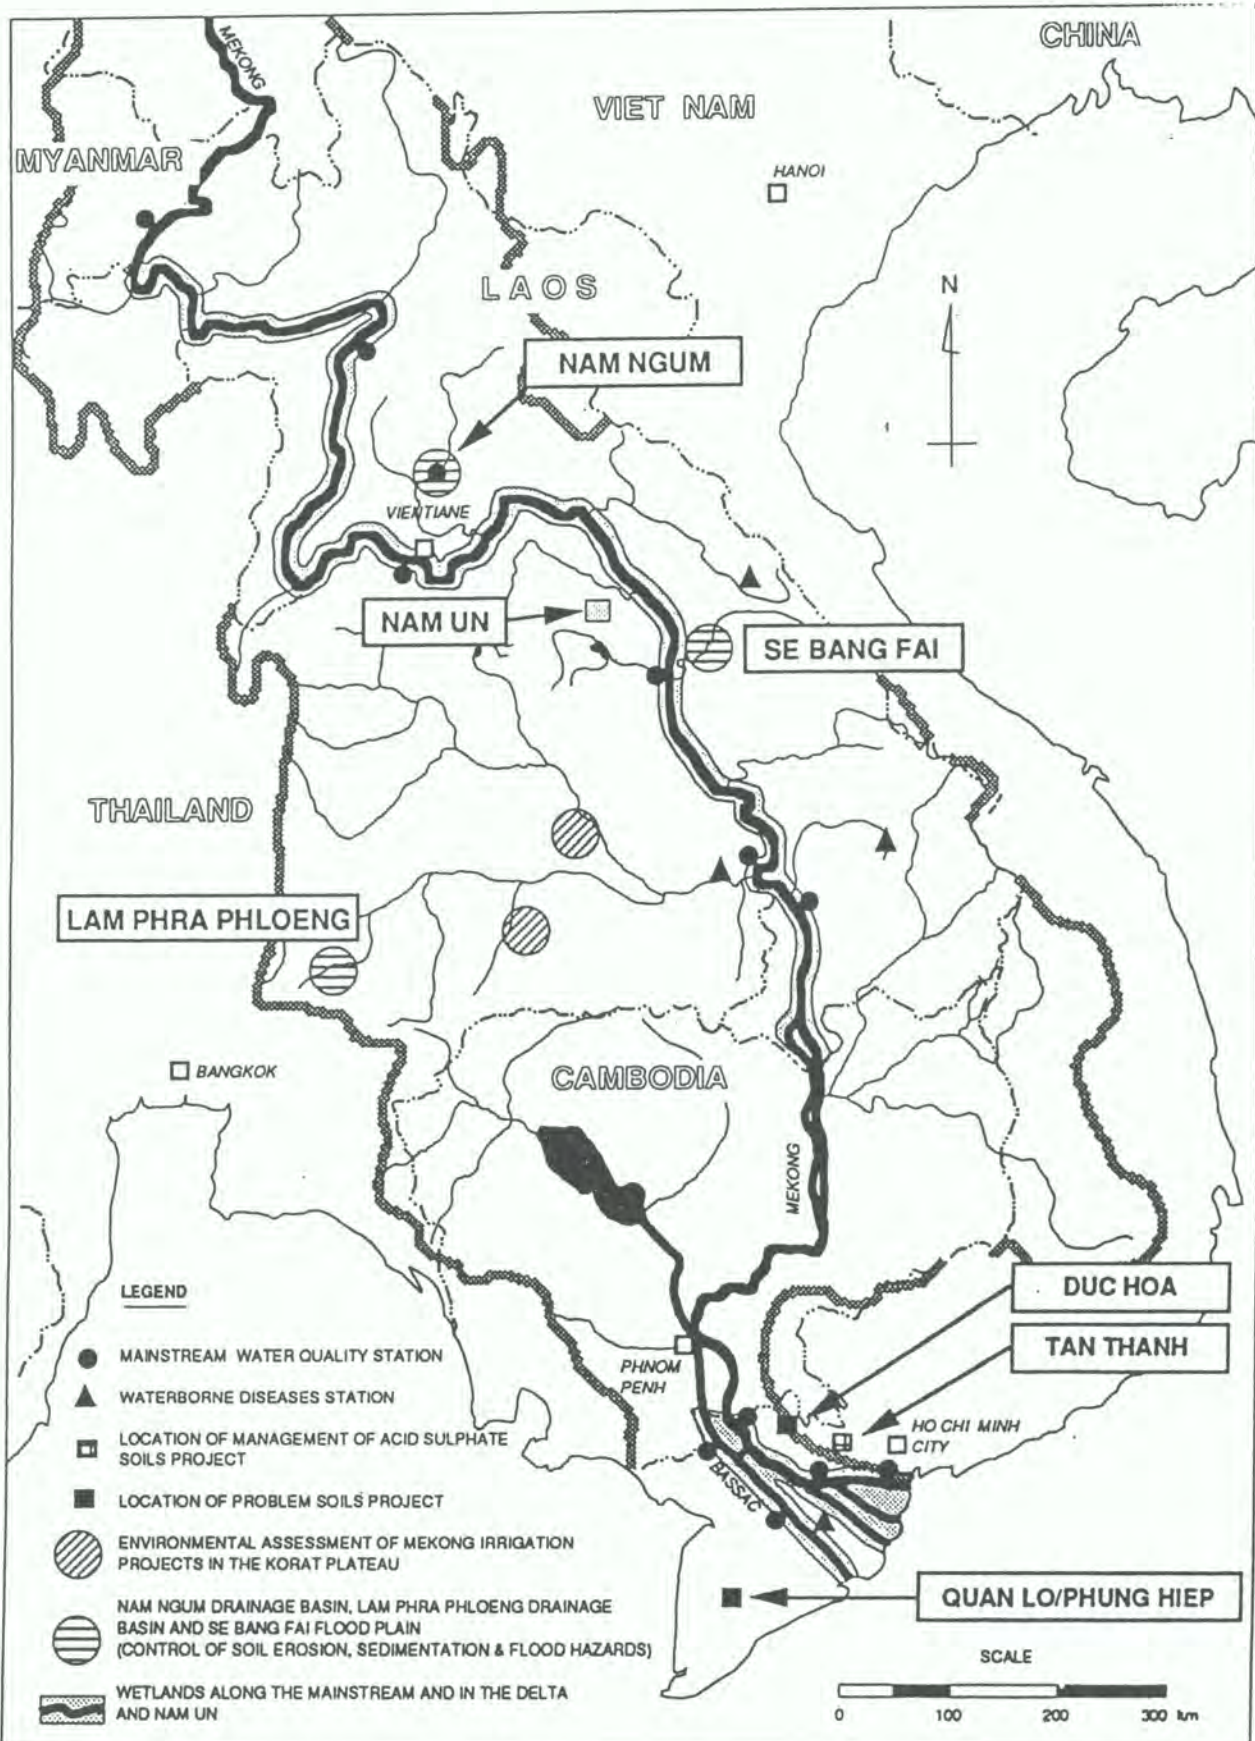 CHINA
MEKONG
VIET NAM
MYANMAR
HANOI
LAOS
N
NAM NGUM
VIENTIANE
NAM UN
SE BANG FAI
THAILAND
LAM PHRA PHLOENG
BANGKOK
CAMBODIA
MEKONG
DUC HOA
TAN THANH
PHNOM
PENH
HO CHI MINH
CITY
BASSAC
QUAN LO/PHUNG HIEP
LEGEND
MAINSTREAM WATER QUALITY STATION
WATERBORNE DISEASES STATION
LOCATION OF MANAGEMENT OF ACID SULPHATE
SOILS PROJECT
LOCATION OF PROBLEM SOILS PROJECT
ENVIRONMENTAL ASSESSMENT OF MEKONG IRRIGATION
PROJECTS IN THE KORAT PLATEAU
NAM NGUM DRAINAGE BASIN, LAM PHRA PHLOENG DRAINAGE
BASIN AND SE BANG FAI FLOOD PLAIN
(CONTROL OF SOIL EROSION, SEDIMENTATION & FLOOD HAZARDS)
WETLANDS ALONG THE MAINSTREAM AND IN THE DELTA
AND NAM UN
SCALE
0 100 200 300 km